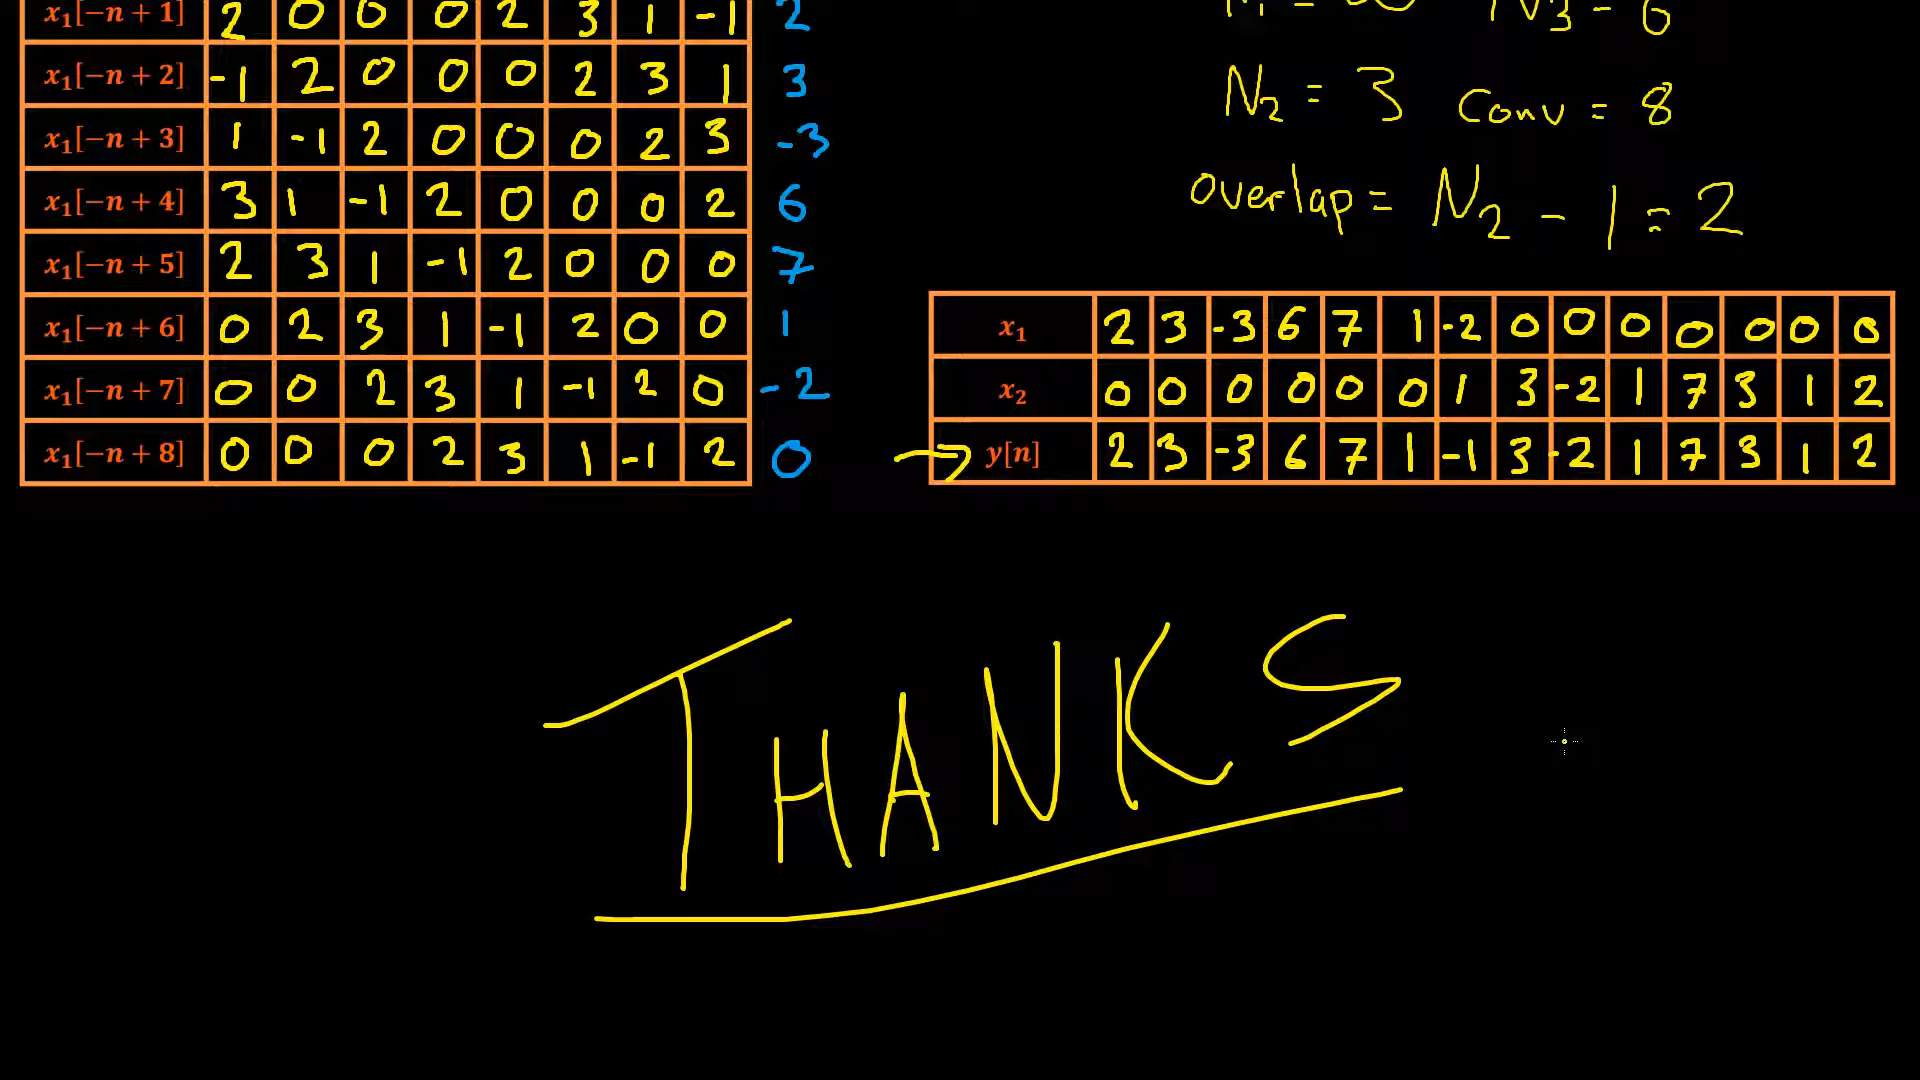 x₁[−n + 1] 2 0 0 0 2 3 1 -1 2
x₁[−n + 2] -1 2 0 0 0 2 3 1 3
x₁[−n + 3] 1 -1 2 0 0 0 2 3 -3
x₁[−n + 4] 3 1 -1 2 0 0 0 2 6
x₁[−n + 5] 2 3 1 -1 2 0 0 0 7
x₁[−n + 6] 0 2 3 1 -1 2 0 0 1
x₁[−n + 7] 0 0 2 3 1 -1 2 0 -2
x₁[−n + 8] 0 0 0 2 3 1 -1 2 0
N₃ = 6
N₂ = 3 Conv = 8
overlap = N₂ - 1 = 2
x₁ 2 3 -3 6 7 1 -2 0 0 0 0 0 0 0
x₂ 0 0 0 0 0 0 1 3 -2 1 7 3 1 2
y[n] 2 3 -3 6 7 1 -1 3 -2 1 7 3 1 2
THANKS